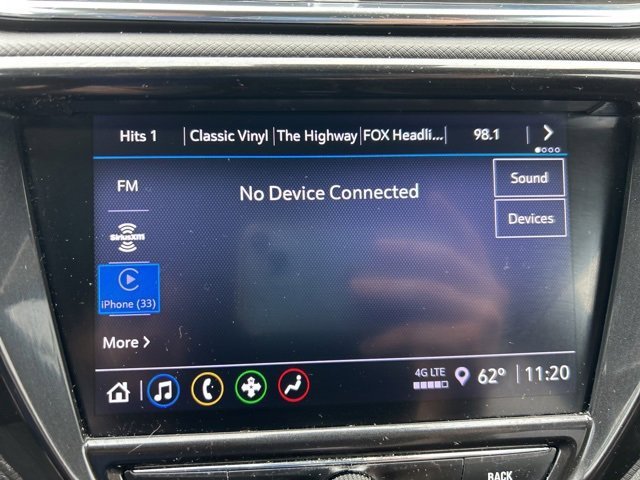 Hits 1 Classic Vinyl The Highway FOX Headli... 98.1
FM
No Device Connected
Sound
SiriusXM
Devices
iPhone (33)
More
4G LTE
62° 11:20
BACK